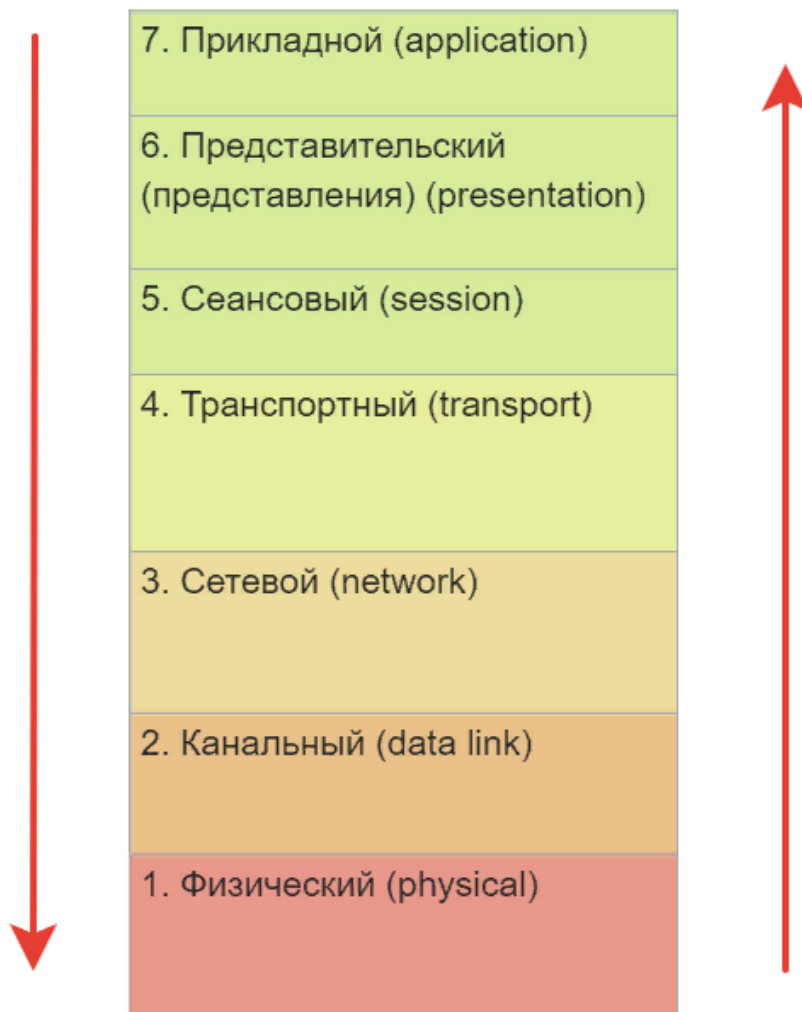 7. Прикладной (application)
6. Представительский
(представления) (presentation)
5. Сеансовый (session)
4. Транспортный (transport)
3. Сетевой (network)
2. Канальный (data link)
1. Физический (physical)